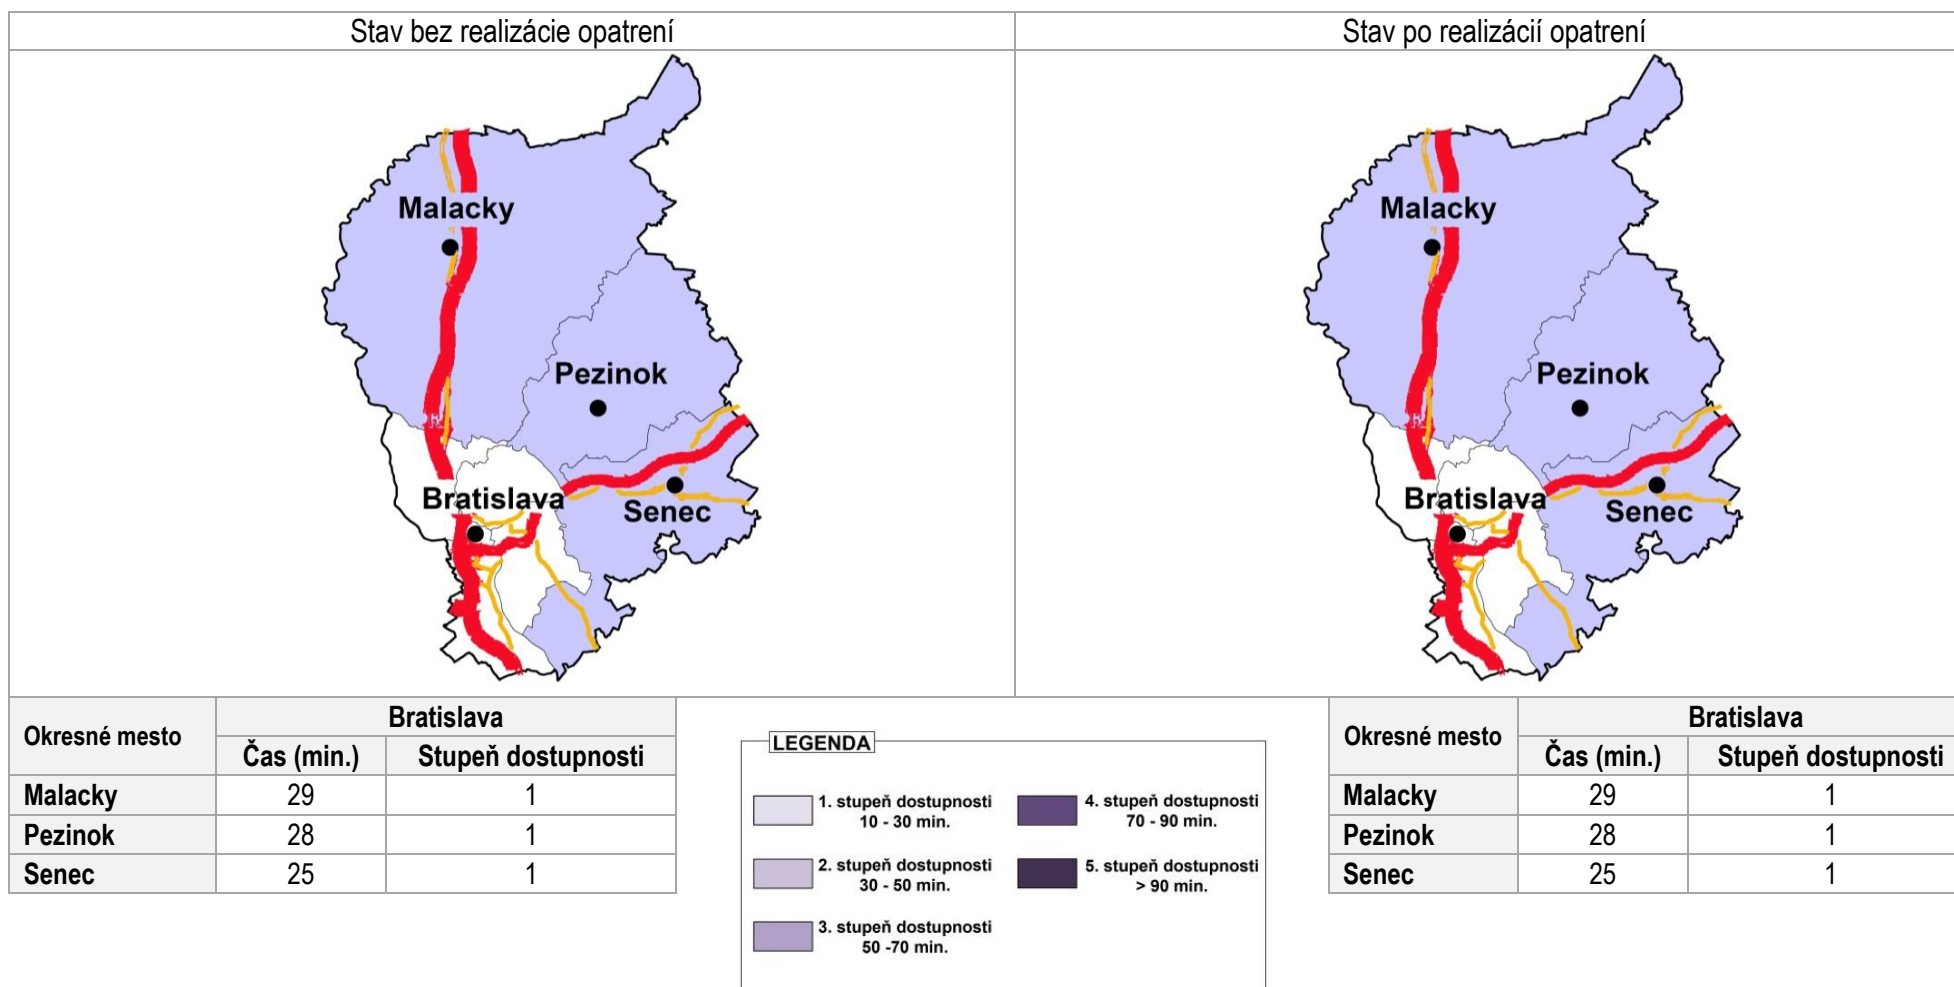 Stav bez realizácie opatrení
Stav po realizácií opatrení
Malacky
Pezinok
Bratislava
Senec
Malacky
Pezinok
Bratislava
Senec
Okresné mesto Bratislava
Čas (min.) Stupeň dostupnosti
Malacky 29 1
Pezinok 28 1
Senec 25 1
LEGENDA
1. stupeň dostupnosti
10 - 30 min.
2. stupeň dostupnosti
30 - 50 min.
3. stupeň dostupnosti
50 -70 min.
4. stupeň dostupnosti
70 - 90 min.
5. stupeň dostupnosti
> 90 min.
Okresné mesto Bratislava
Čas (min.) Stupeň dostupnosti
Malacky 29 1
Pezinok 28 1
Senec 25 1